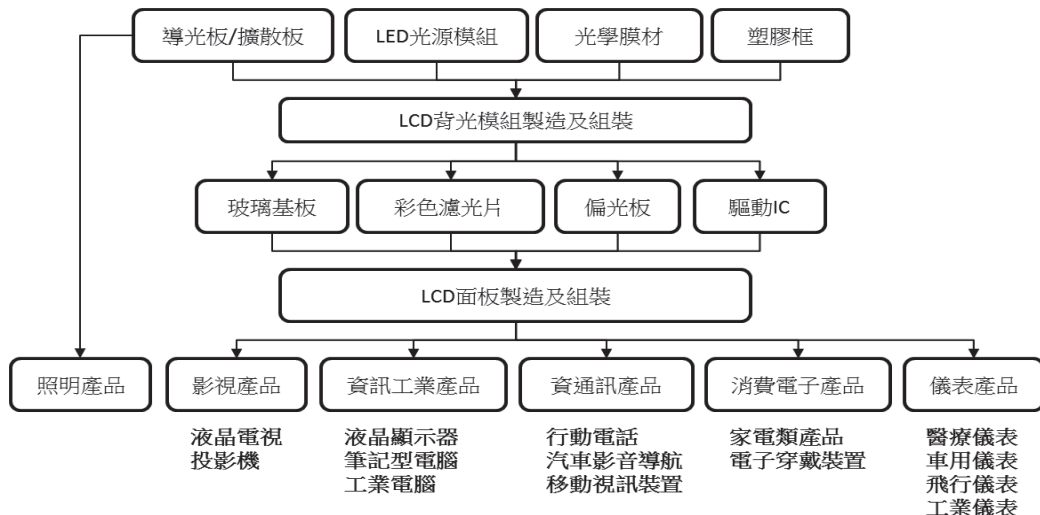 導光板/擴散板
LED光源模組
光學膜材
塑膠框
LCD背光模組製造及組裝
玻璃基板
彩色濾光片
偏光板
驅動IC
LCD面板製造及組裝
照明產品
影視產品
資訊工業產品
資通訊產品
消費電子產品
儀表產品
液晶電視
投影機
液晶顯示器
筆記型電腦
工業電腦
行動電話
汽車影音導航
移動視訊裝置
家電類產品
電子穿戴裝置
醫療儀表
車用儀表
飛行儀表
工業儀表